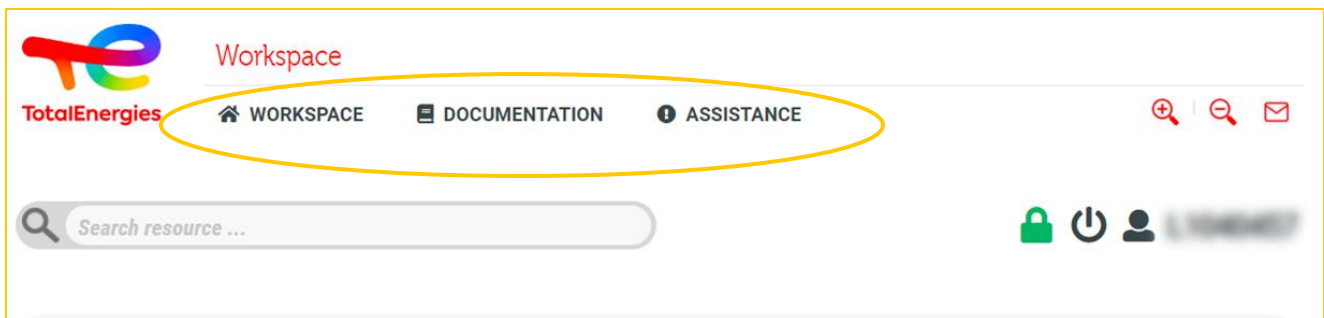 Workspace
TotalEnergies
WORKSPACE DOCUMENTATION ASSISTANCE
Search resource ...